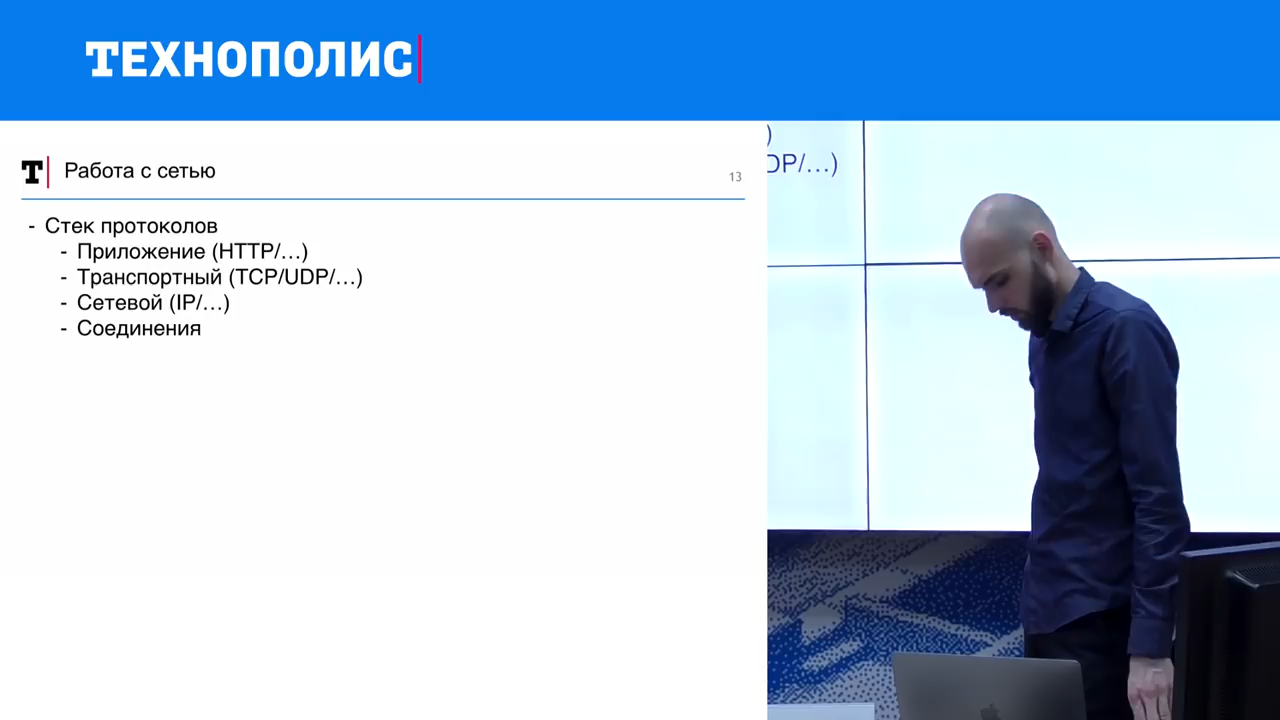 ТЕХНОПОЛИС
Т Работа с сетью
13
- Стек протоколов
- Приложение (HTTP/…)
- Транспортный (TCP/UDP/…)
- Сетевой (IP/…)
- Соединения
)
DP/…)